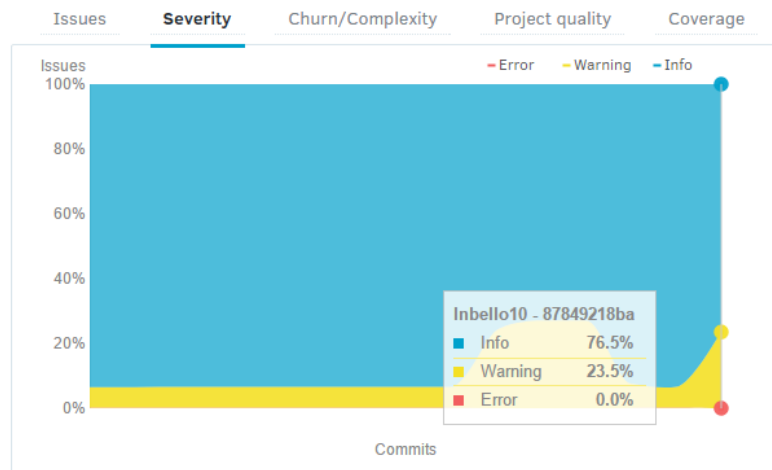 Issues Severity Churn/Complexity Project quality Coverage
Issues
Error Warning Info
100%
80%
60%
40%
20%
0%
Inbello10 - 87849218ba
Info 76.5%
Warning 23.5%
Error 0.0%
Commits